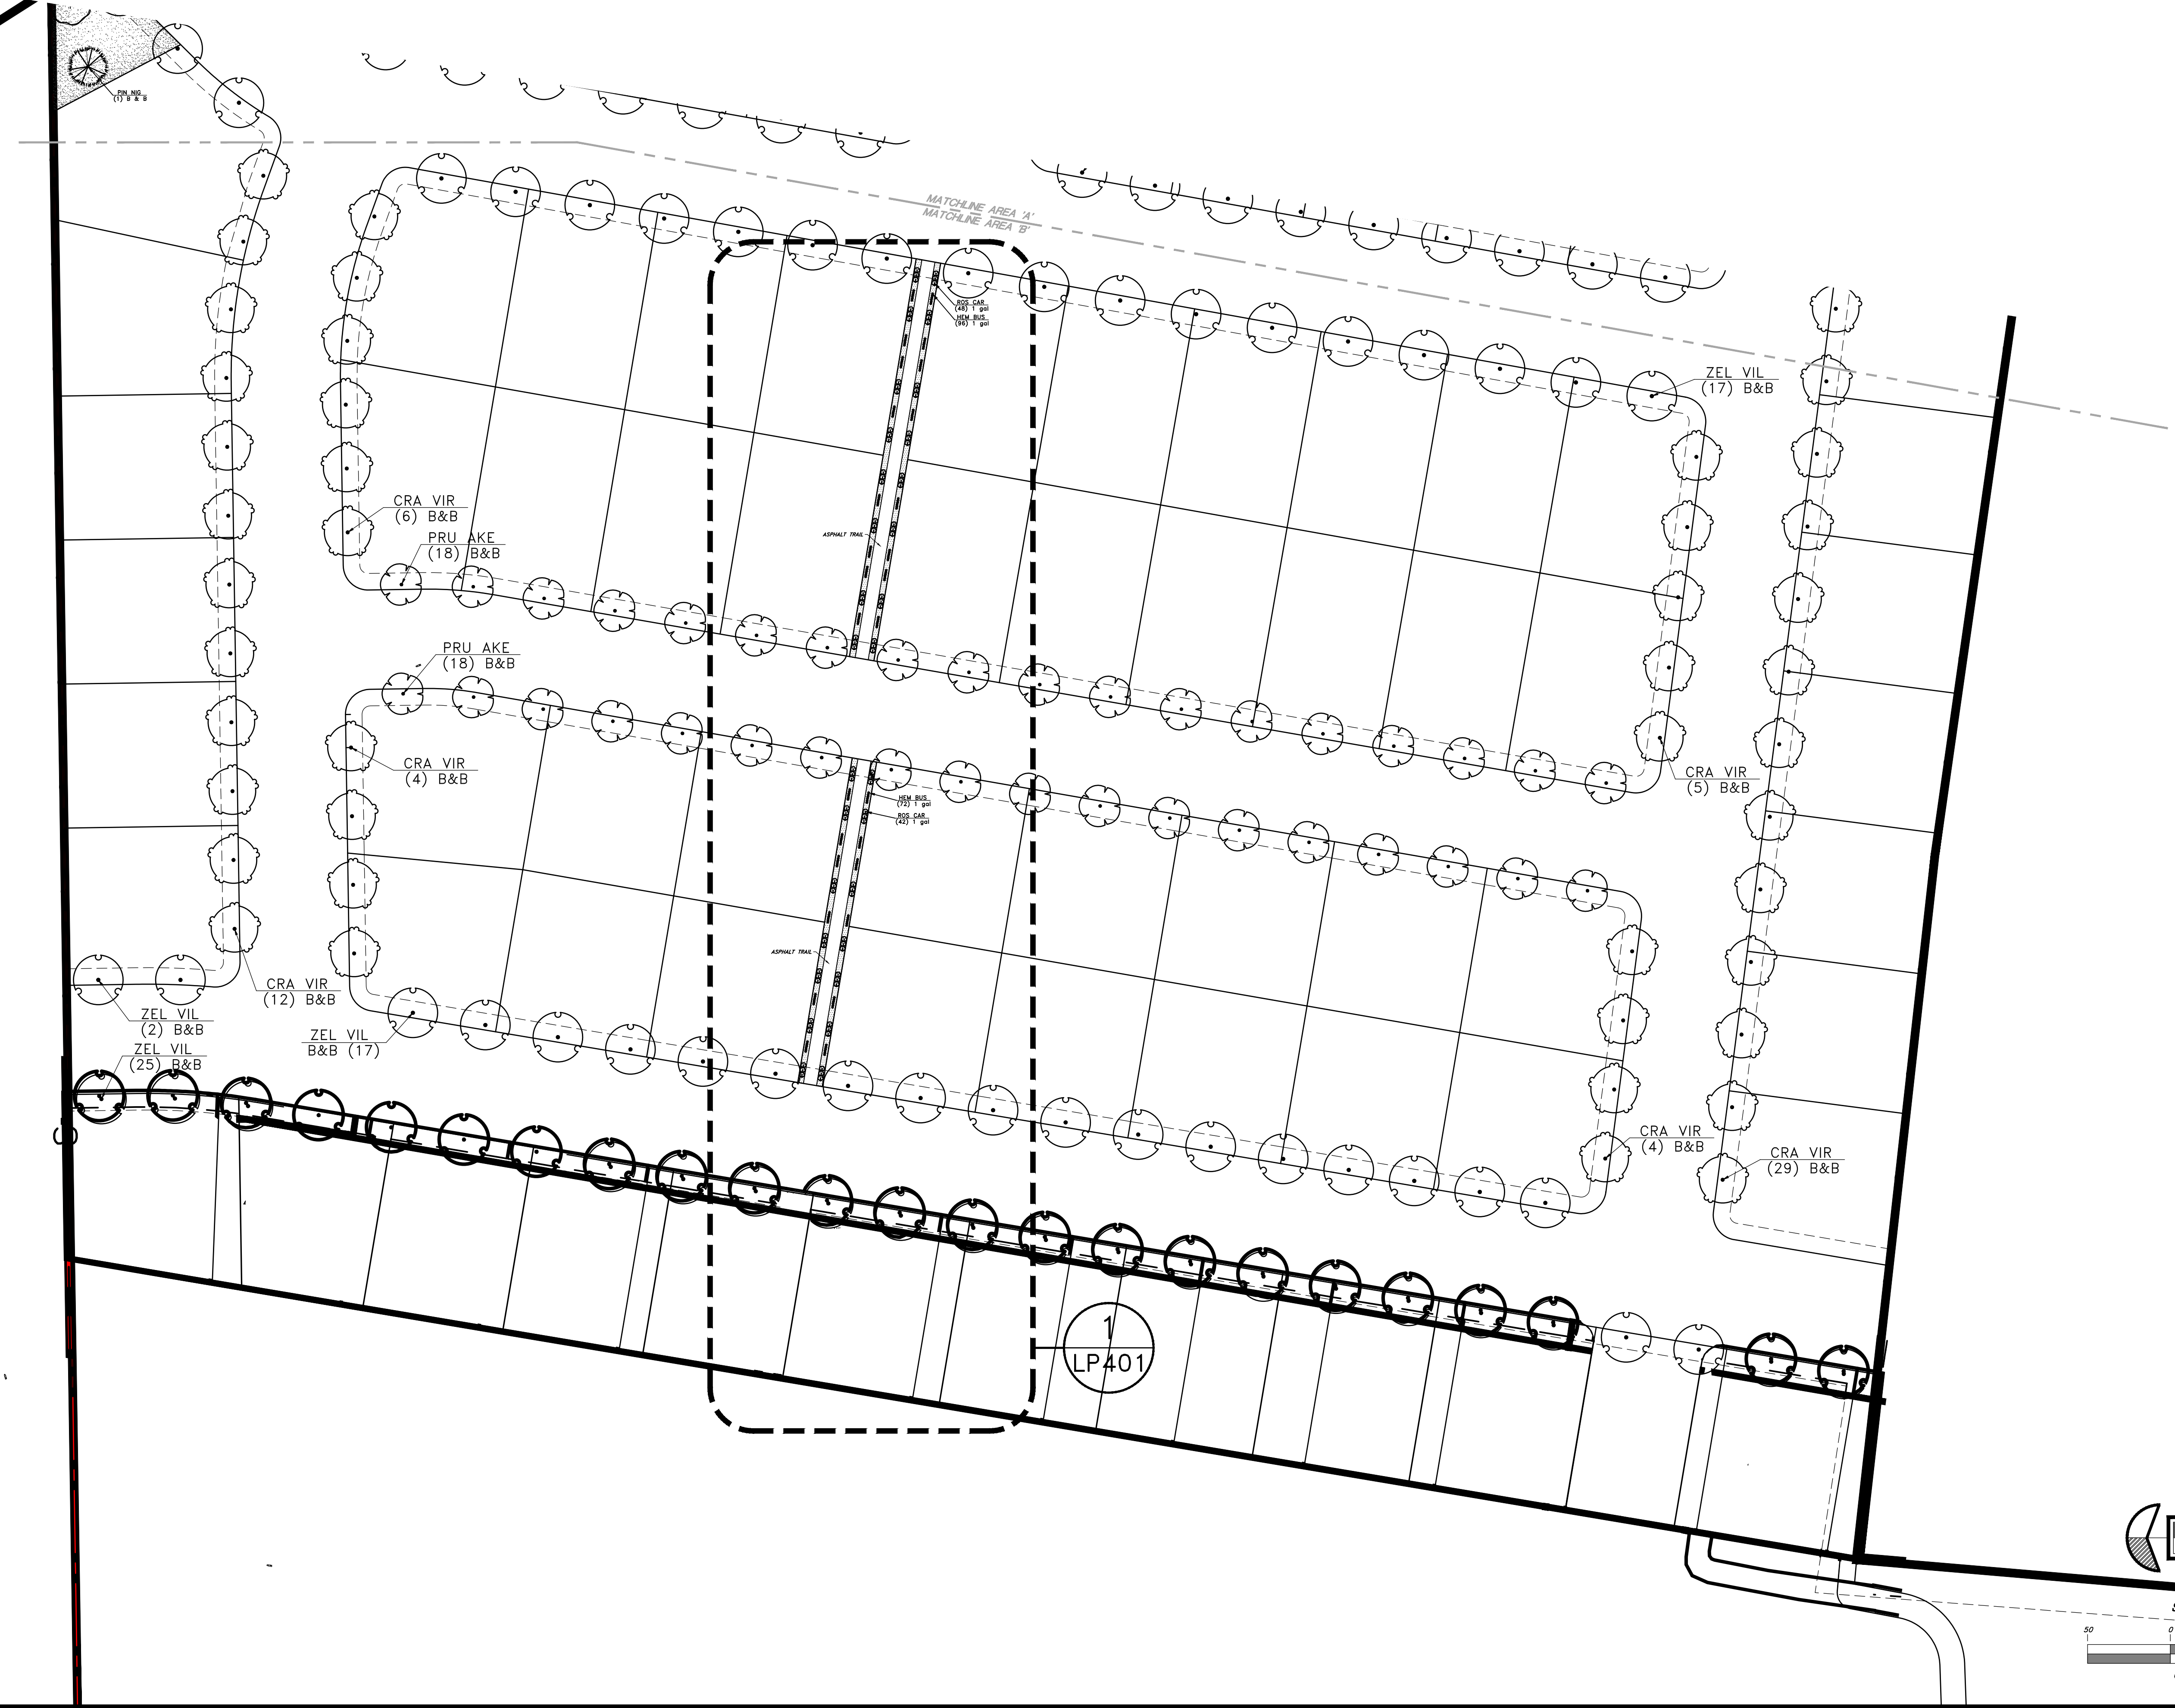 PIN NIG
(1) B & B
MATCHLINE AREA 'A'
MATCHLINE AREA 'B'
ROS CAR
(48) 1 gal
HEM BUS
(96) 1 gal
ZEL VIL
(17) B&B
CRA VIR
(6) B&B
PRU AKE
(18) B&B
ASPHALT TRAIL
PRU AKE
(18) B&B
CRA VIR
(4) B&B
CRA VIR
(5) B&B
HEM BUS
(72) 1 gal
ROS CAR
(42) 1 gal
ASPHALT TRAIL
CRA VIR
(12) B&B
ZEL VIL
(2) B&B
ZEL VIL
B&B (17)
ZEL VIL
(25) B&B
CRA VIR
(4) B&B
CRA VIR
(29) B&B
1
LP401
50
0